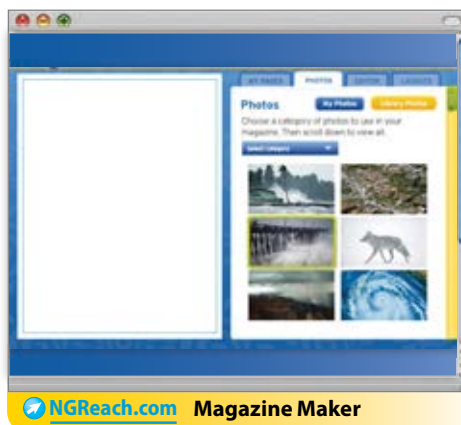 MY PAGES PHOTOS EDITOR LAYOUTS
Photos My Photos Library Photos
Choose a category of photos to use in your
magazine. Then scroll down to view all.
Select category
NGReach.com Magazine Maker